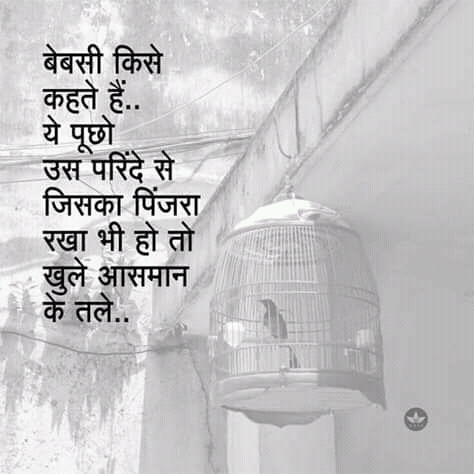 बेबसी किसे
कहते हैं..
ये पूछो
उस परिंदे से
जिसका पिंजरा
रखा भी हो तो
खुले आसमान
के तले..